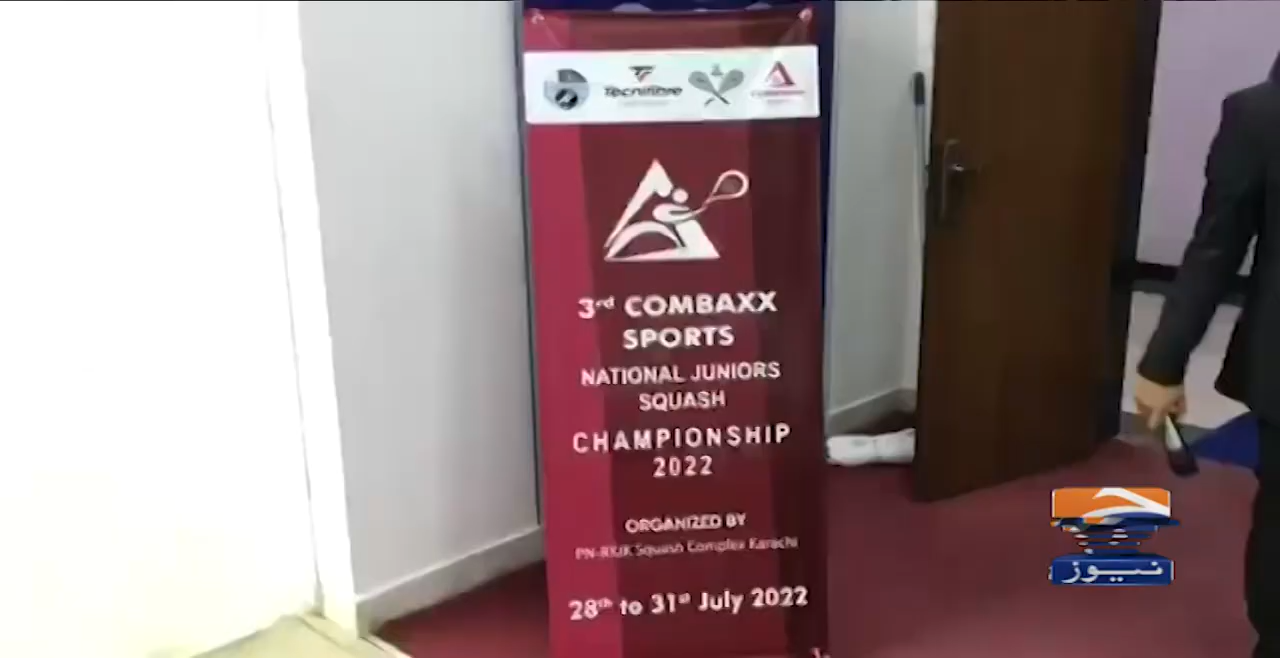 Tecnifibre
3rd COMBAXX
SPORTS
NATIONAL JUNIORS
SQUASH
CHAMPIONSHIP
2022
ORGANIZED BY
PN-RKJK Squash Complex Karachi
28th to 31st July 2022
نیوز